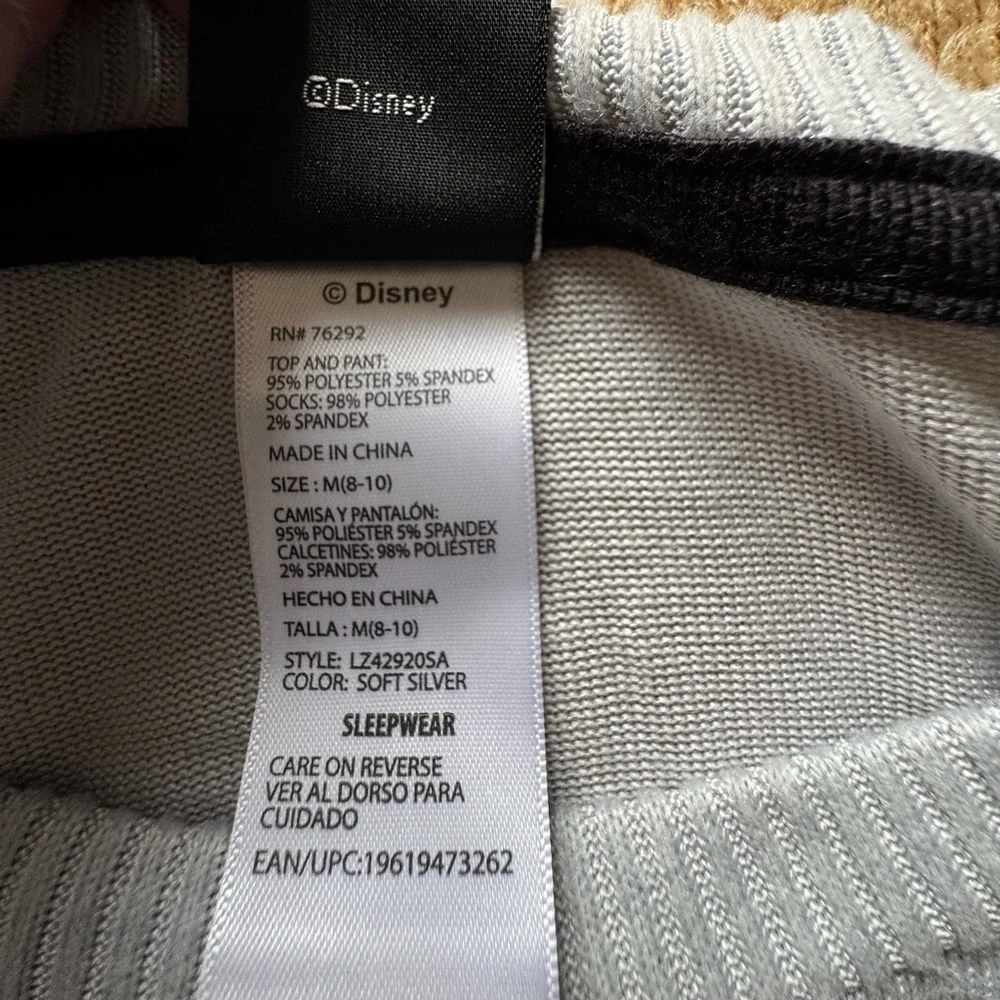 ©Disney
© Disney
RN# 76292
TOP AND PANT:
95% POLYESTER 5% SPANDEX
SOCKS: 98% POLYESTER
2% SPANDEX
MADE IN CHINA
SIZE : M(8-10)
CAMISA Y PANTALÓN:
95% POLIÉSTER 5% SPANDEX
CALCETINES: 98% POLIÉSTER
2% SPANDEX
HECHO EN CHINA
TALLA : M(8-10)
STYLE: LZ42920SA
COLOR: SOFT SILVER
SLEEPWEAR
CARE ON REVERSE
VER AL DORSO PARA
CUIDADO
EAN/UPC:19619473262